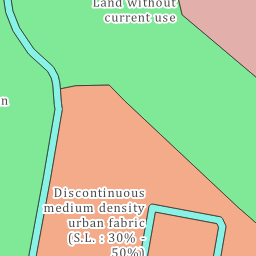 Land without
current use
n
Discontinuous
medium density
urban fabric
(S.L. : 30% -
50%)